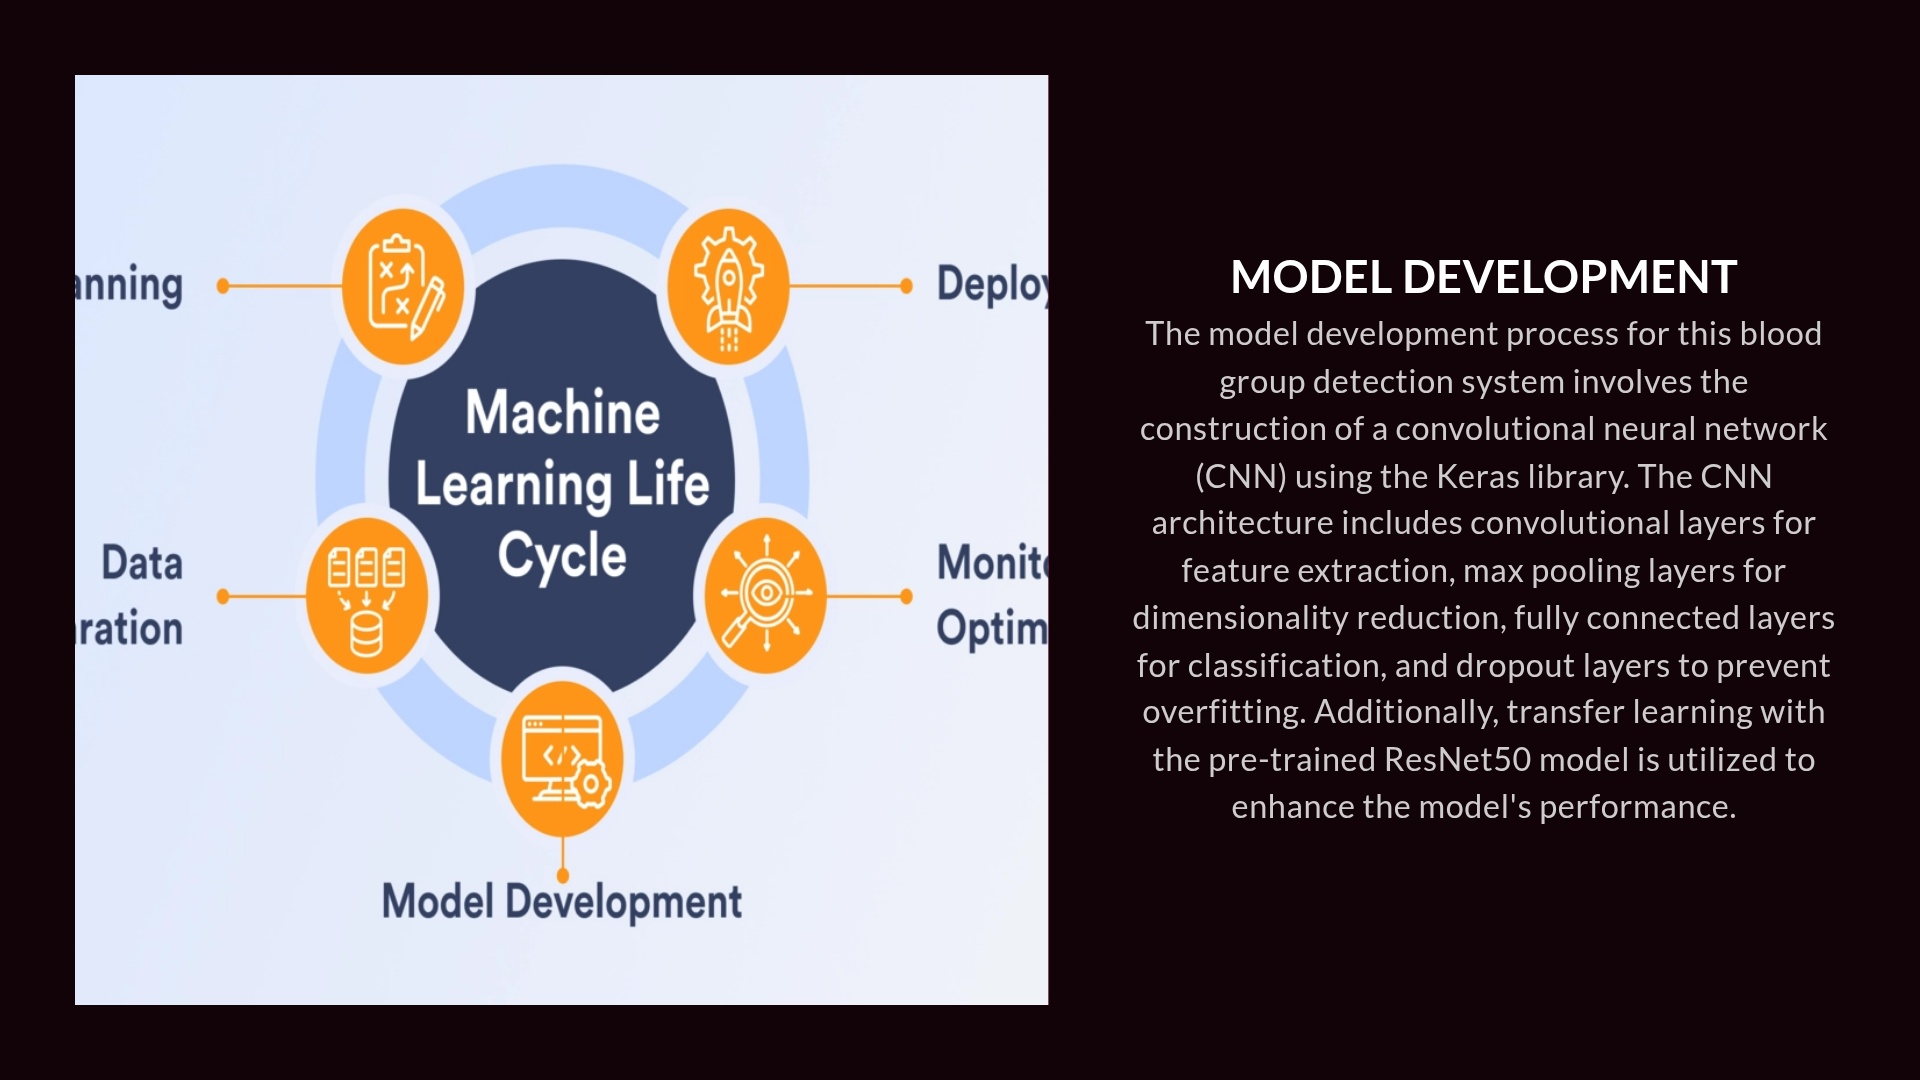 anning
Deploy
Machine
Learning Life
Cycle
Data
aration
Monito
Optim
Model Development
MODEL DEVELOPMENT
The model development process for this blood
group detection system involves the
construction of a convolutional neural network
(CNN) using the Keras library. The CNN
architecture includes convolutional layers for
feature extraction, max pooling layers for
dimensionality reduction, fully connected layers
for classification, and dropout layers to prevent
overfitting. Additionally, transfer learning with
the pre-trained ResNet50 model is utilized to
enhance the model's performance.